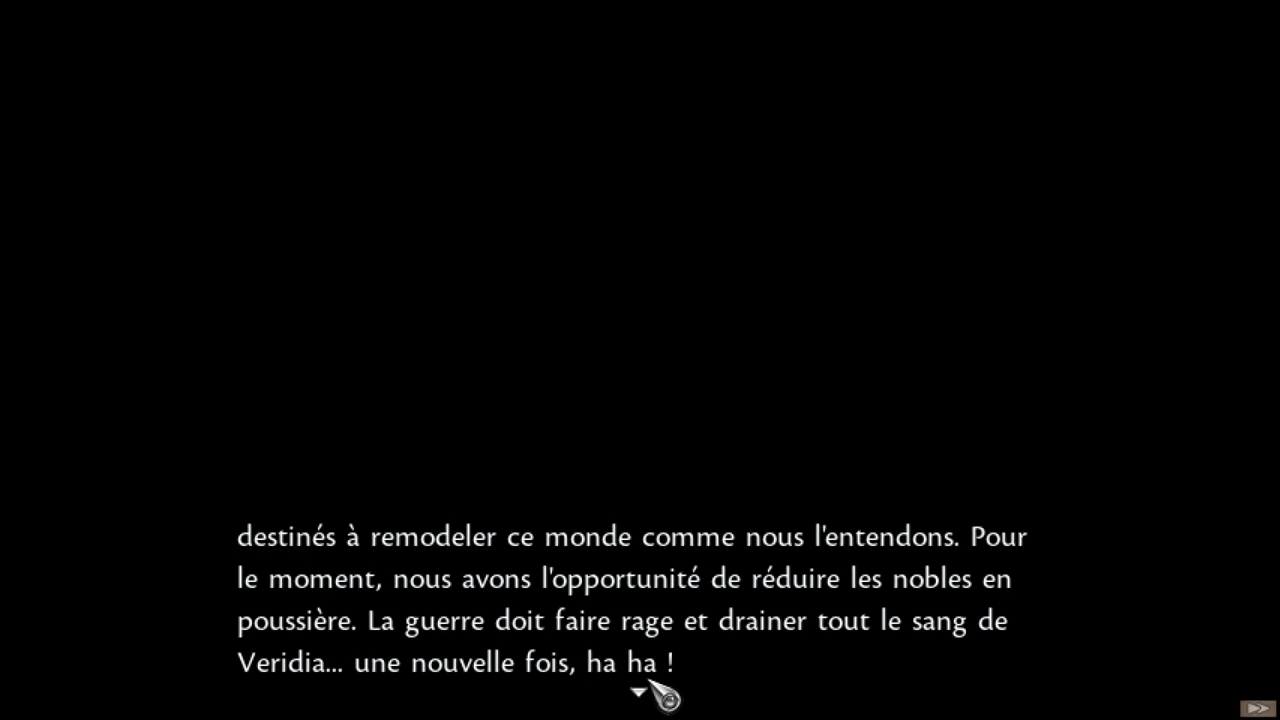 destinés à remodeler ce monde comme nous l'entendons. Pour
le moment, nous avons l'opportunité de réduire les nobles en
poussière. La guerre doit faire rage et drainer tout le sang de
Veridia... une nouvelle fois, ha ha !